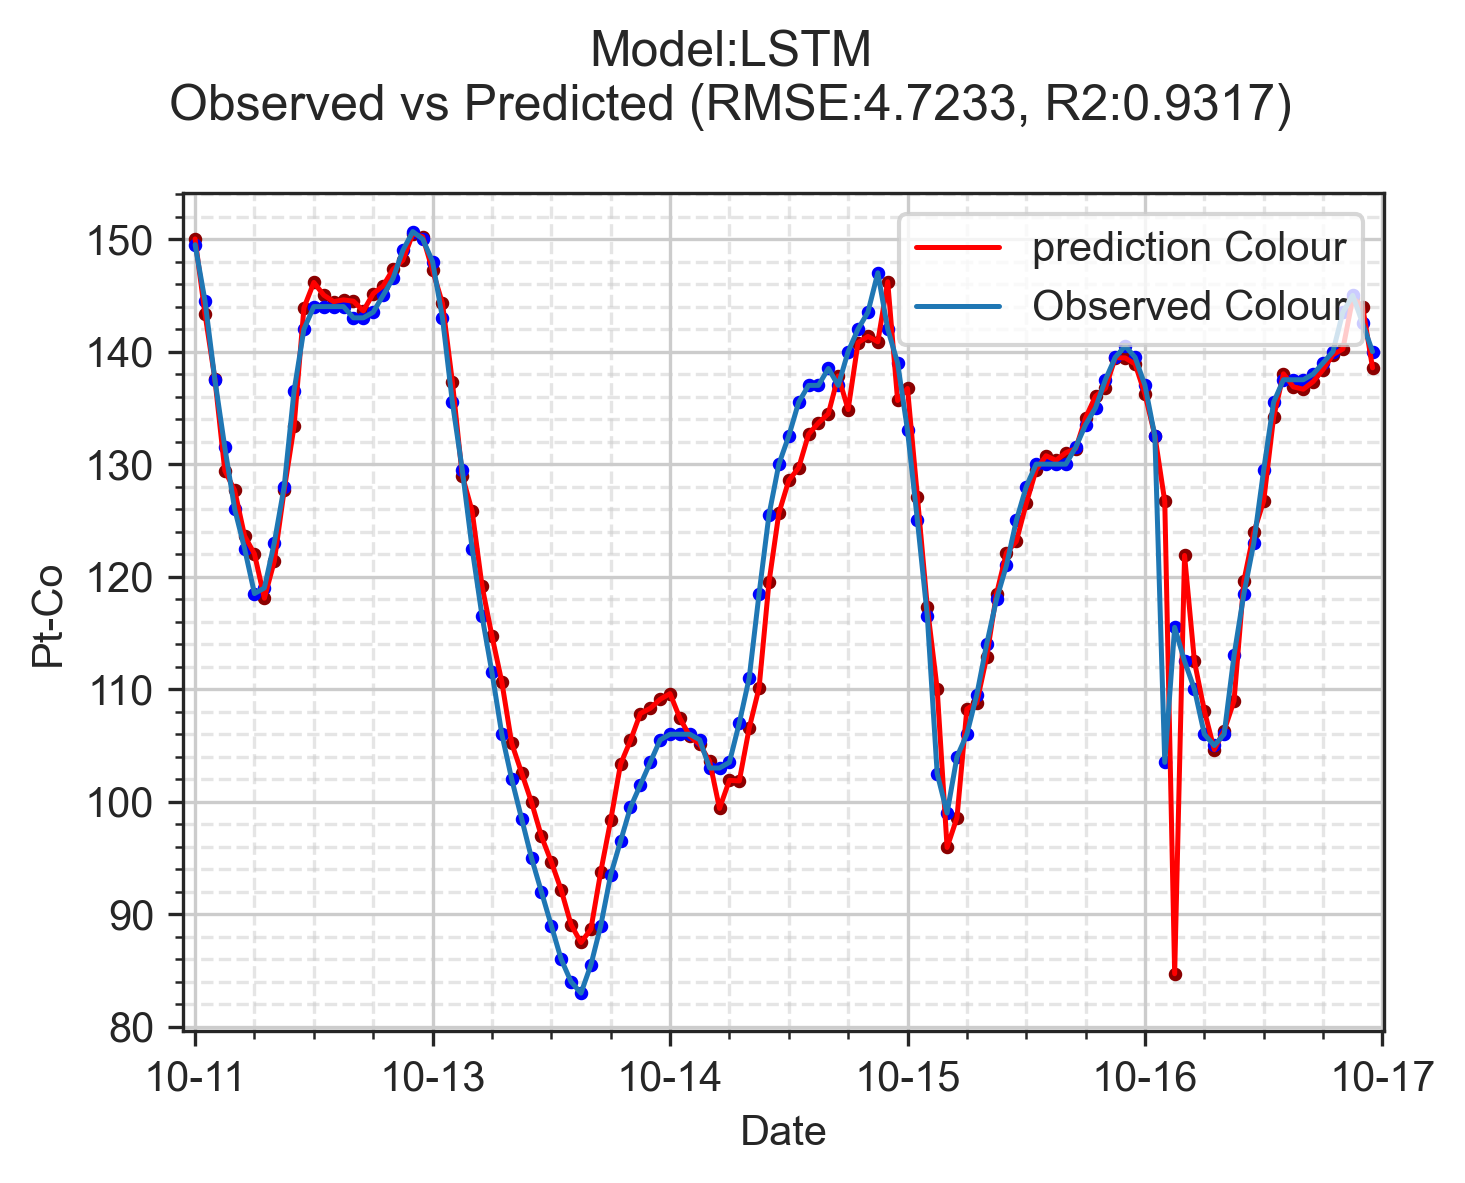 Model:LSTM
Observed vs Predicted (RMSE:4.7233, R2:0.9317)
prediction Colour
Observed Colour
150
140
130
120
110
100
90
80
Pt-Co
10-11 10-13 10-14 10-15 10-16 10-17
Date